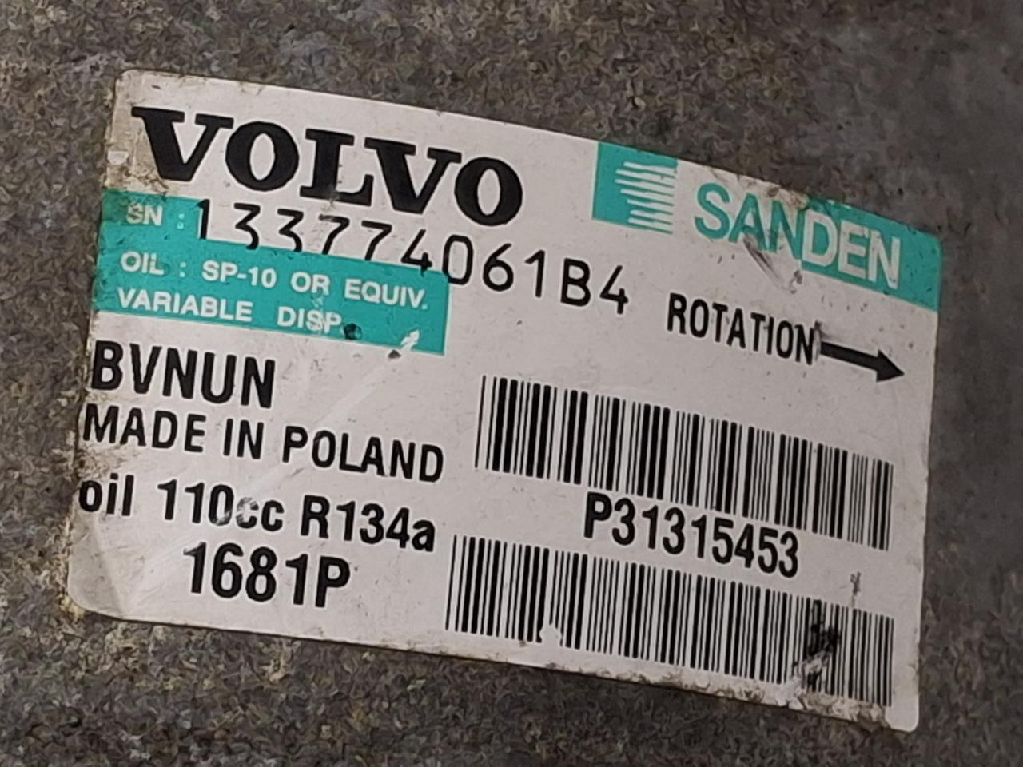 VOLVO
SANDEN
SN : 133774061B4
OIL : SP-10 OR EQUIV.
VARIABLE DISP.
ROTATION
BVNUN
MADE IN POLAND
oil 110cc R134a
1681P
P31315453